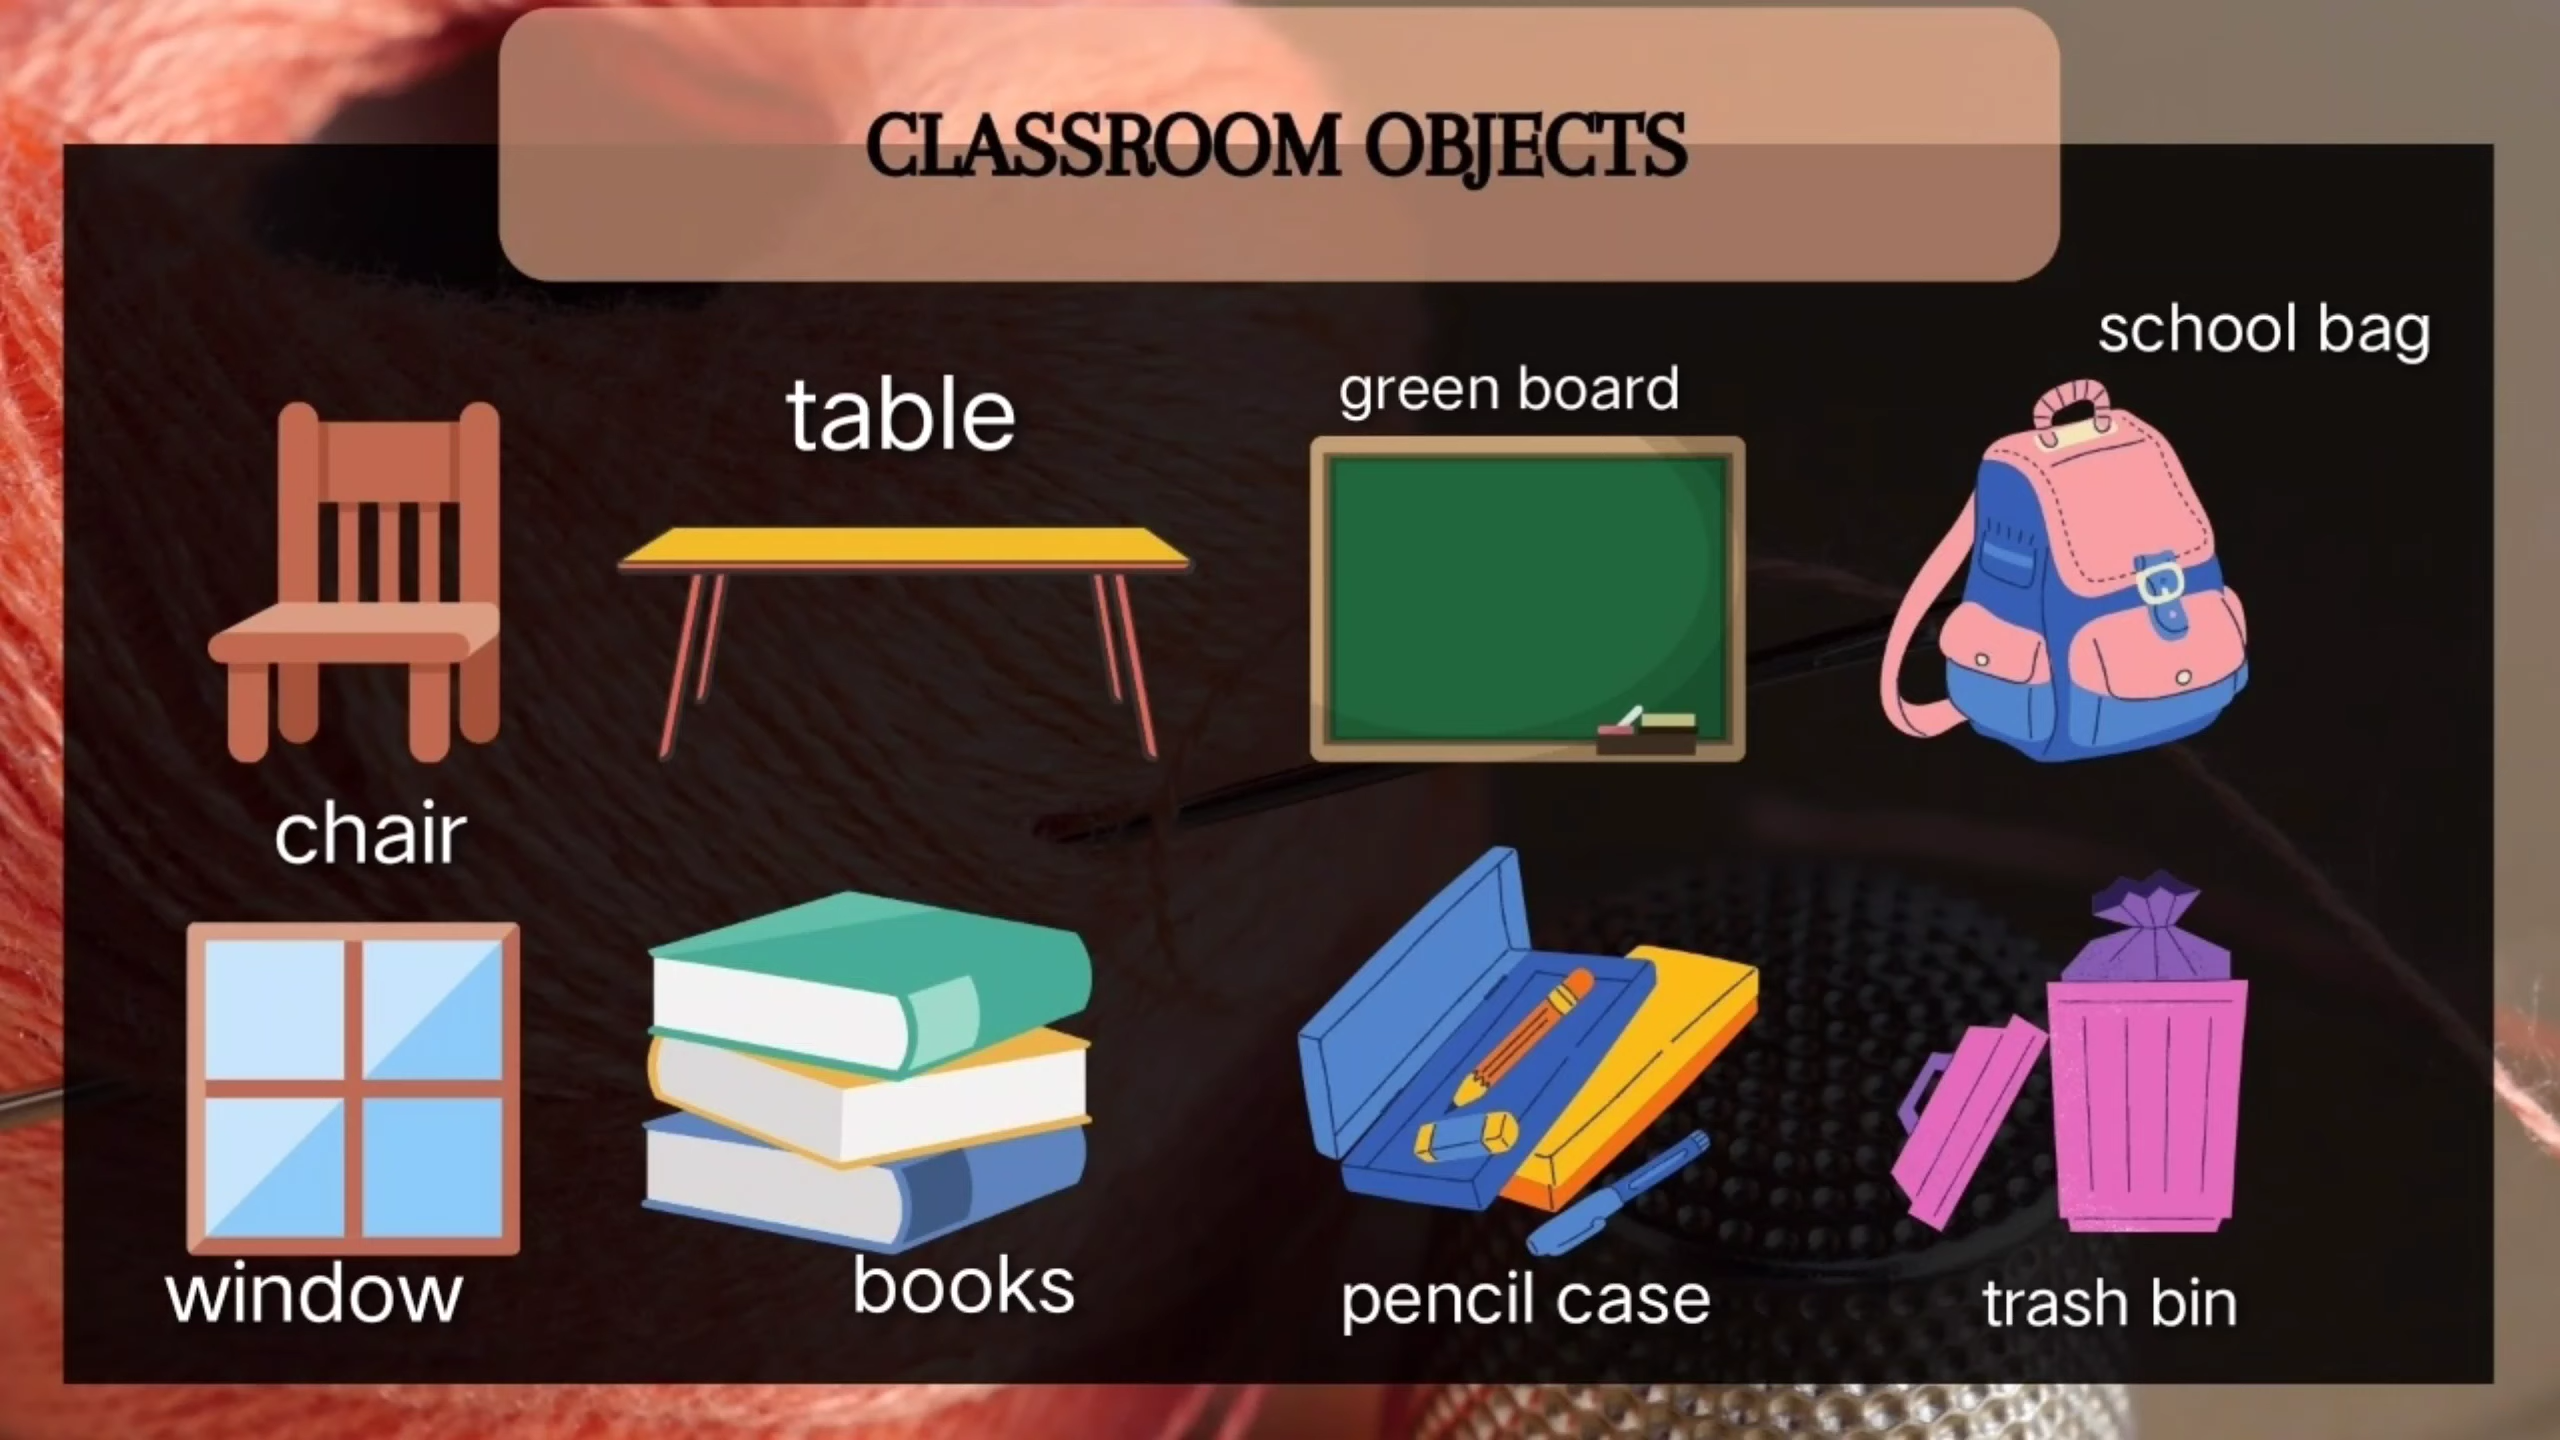 CLASSROOM OBJECTS
school bag
green board
table
chair
window
books
pencil case
trash bin